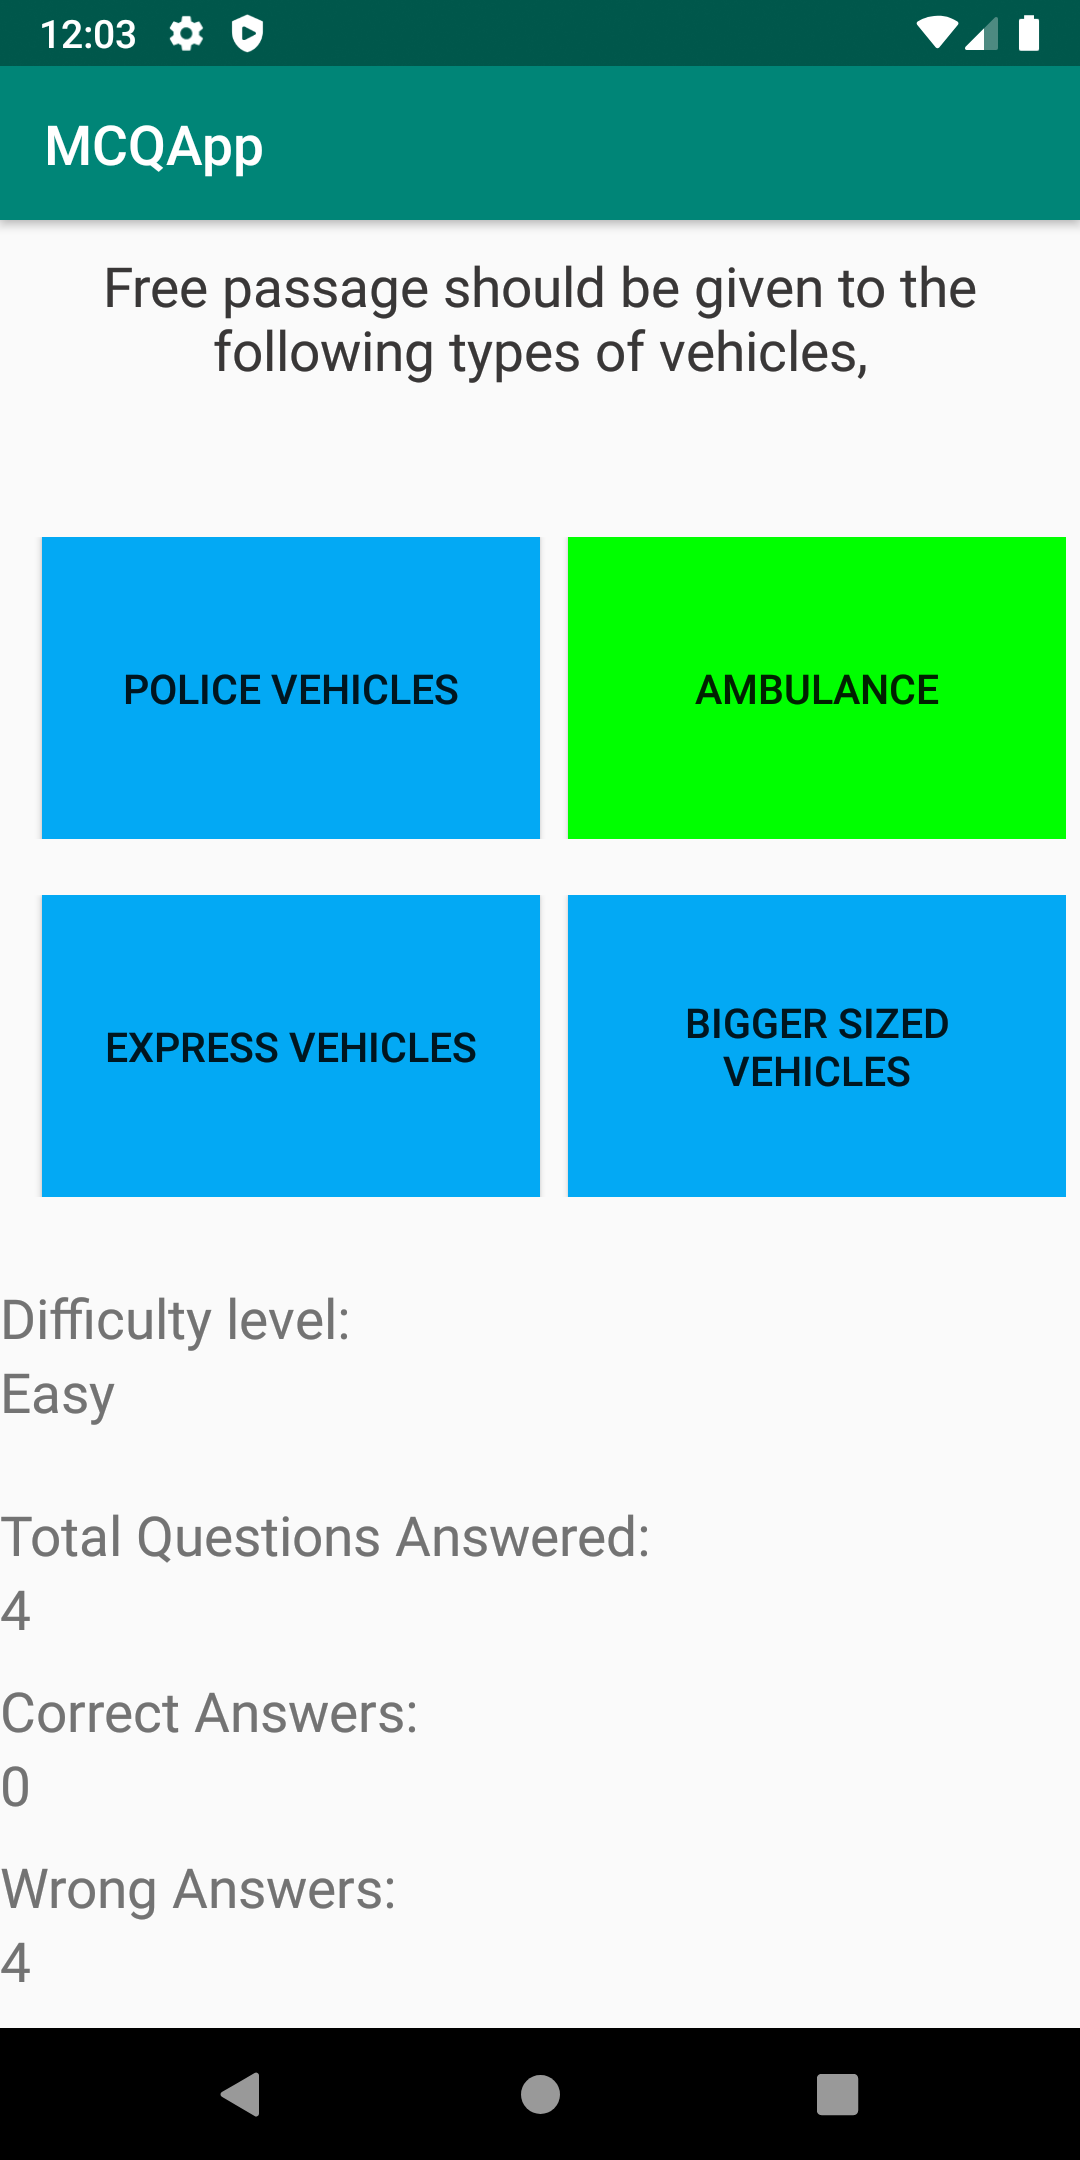 12:03
MCQApp
Free passage should be given to the
following types of vehicles,
POLICE VEHICLES
AMBULANCE
EXPRESS VEHICLES
BIGGER SIZED
VEHICLES
Difficulty level:
Easy
Total Questions Answered:
4
Correct Answers:
0
Wrong Answers:
4